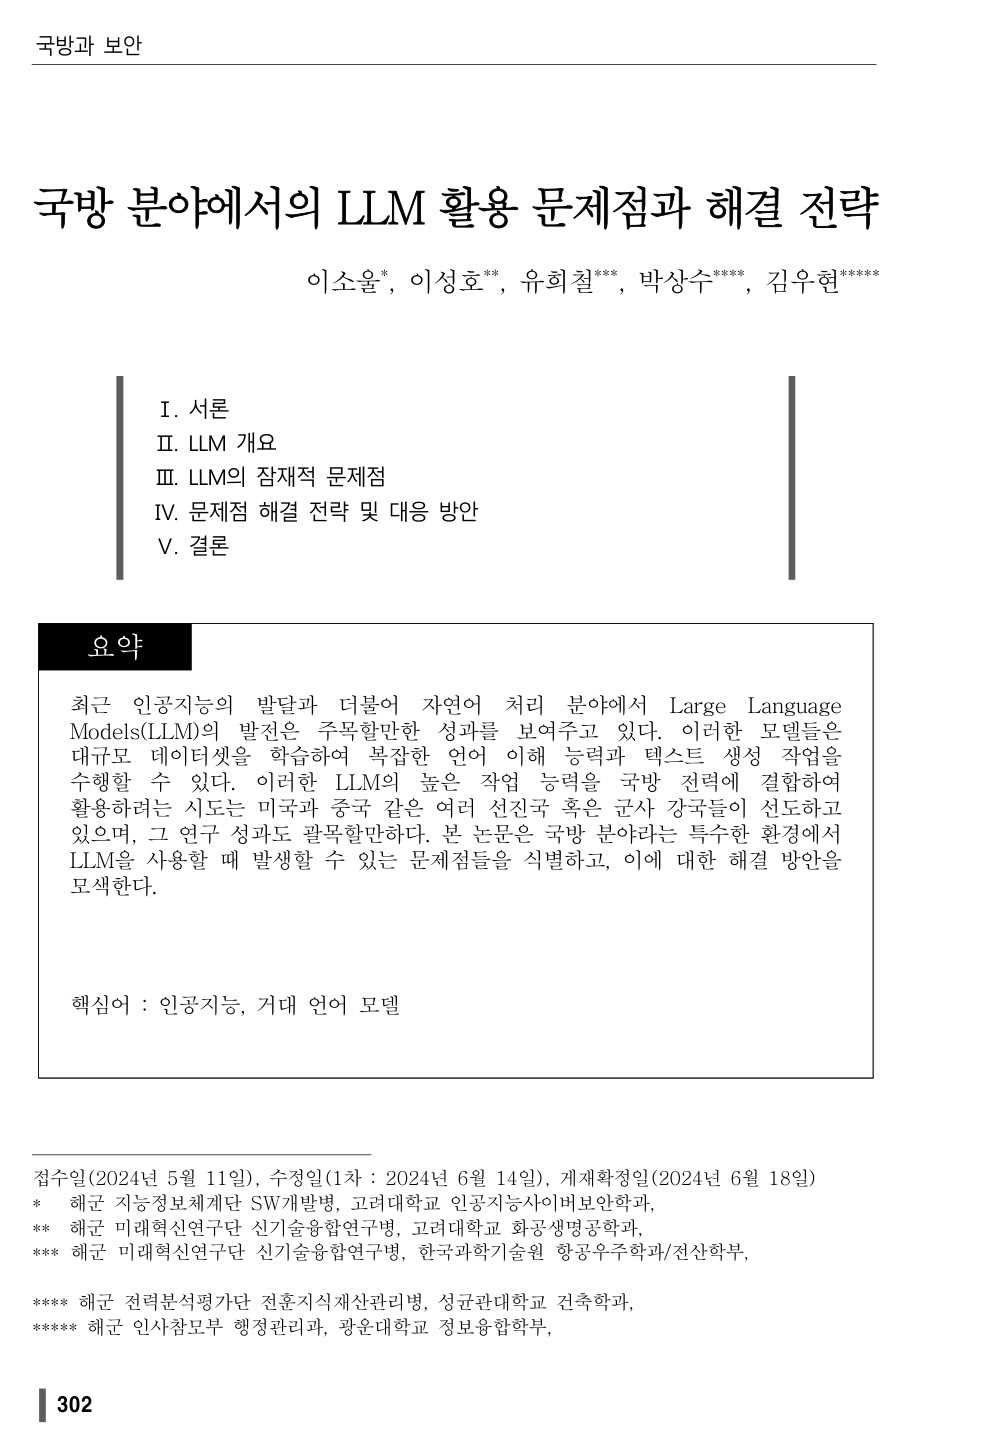 국방과 보안
국방 분야에서의 LLM 활용 문제점과 해결 전략
이소울*, 이성호**, 유희철***, 박상수****, 김우현*****
Ⅰ. 서론
Ⅱ. LLM 개요
Ⅲ. LLM의 잠재적 문제점
Ⅳ. 문제점 해결 전략 및 대응 방안
Ⅴ. 결론
요약
최근 인공지능의 발달과 더불어 자연어 처리 분야에서 Large Language
Models(LLM)의 발전은 주목할만한 성과를 보여주고 있다. 이러한 모델들은
대규모 데이터셋을 학습하여 복잡한 언어 이해 능력과 텍스트 생성 작업을
수행할 수 있다. 이러한 LLM의 높은 작업 능력을 국방 전력에 결합하여
활용하려는 시도는 미국과 중국 같은 여러 선진국 혹은 군사 강국들이 선도하고
있으며, 그 연구 성과도 괄목할만하다. 본 논문은 국방 분야라는 특수한 환경에서
LLM을 사용할 때 발생할 수 있는 문제점들을 식별하고, 이에 대한 해결 방안을
모색한다.
핵심어 : 인공지능, 거대 언어 모델
접수일(2024년 5월 11일), 수정일(1차 : 2024년 6월 14일), 게재확정일(2024년 6월 18일)
* 해군 지능정보체계단 SW개발병, 고려대학교 인공지능사이버보안학과,
** 해군 미래혁신연구단 신기술융합연구병, 고려대학교 화공생명공학과,
*** 해군 미래혁신연구단 신기술융합연구병, 한국과학기술원 항공우주학과/전산학부,
**** 해군 전력분석평가단 전훈지식재산관리병, 성균관대학교 건축학과,
***** 해군 인사참모부 행정관리과, 광운대학교 정보융합학부,
302